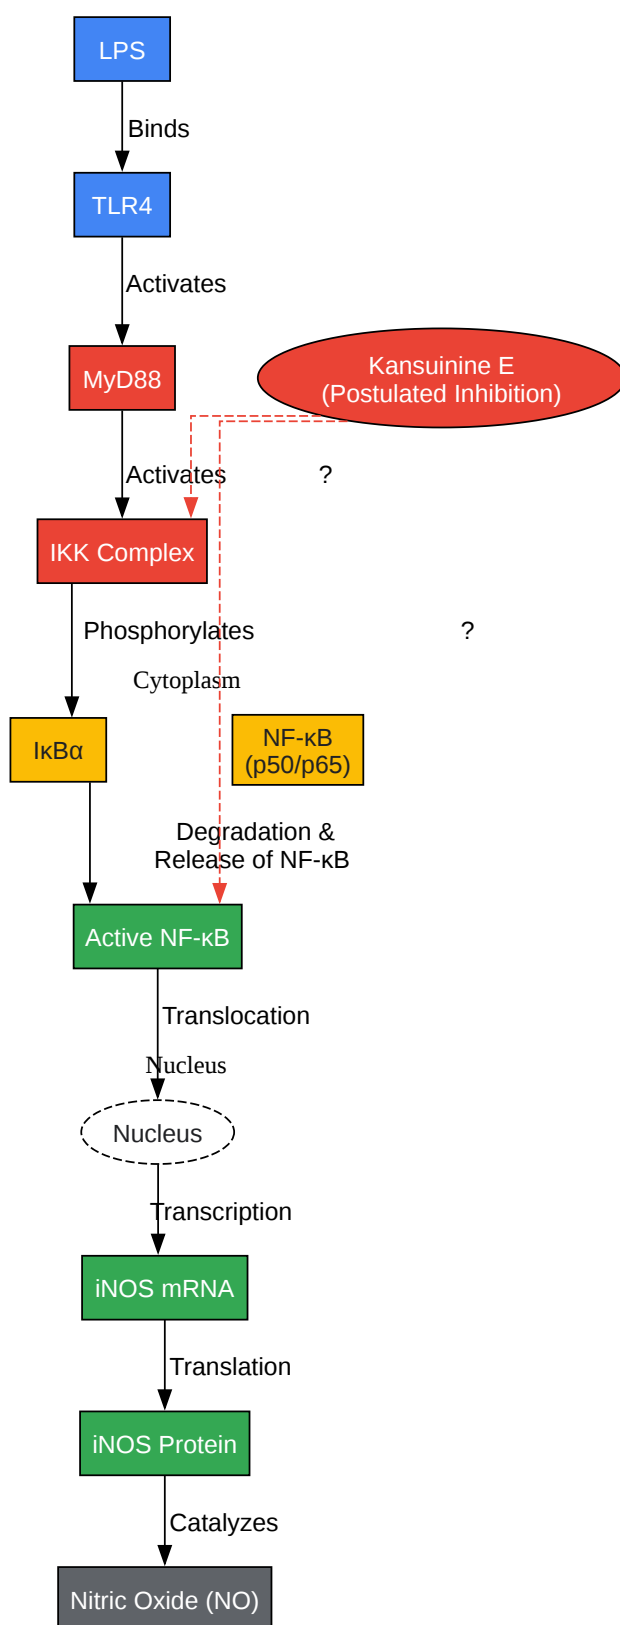 LPS
Binds
TLR4
Activates
MyD88
Kansuinine E
(Postulated Inhibition)
Activates
?
IKK Complex
Phosphorylates
?
Cytoplasm
IκBα
NF-κB
(p50/p65)
Degradation &
Release of NF-κB
Active NF-κB
Translocation
Nucleus
Nucleus
Transcription
iNOS mRNA
Translation
iNOS Protein
Catalyzes
Nitric Oxide (NO)